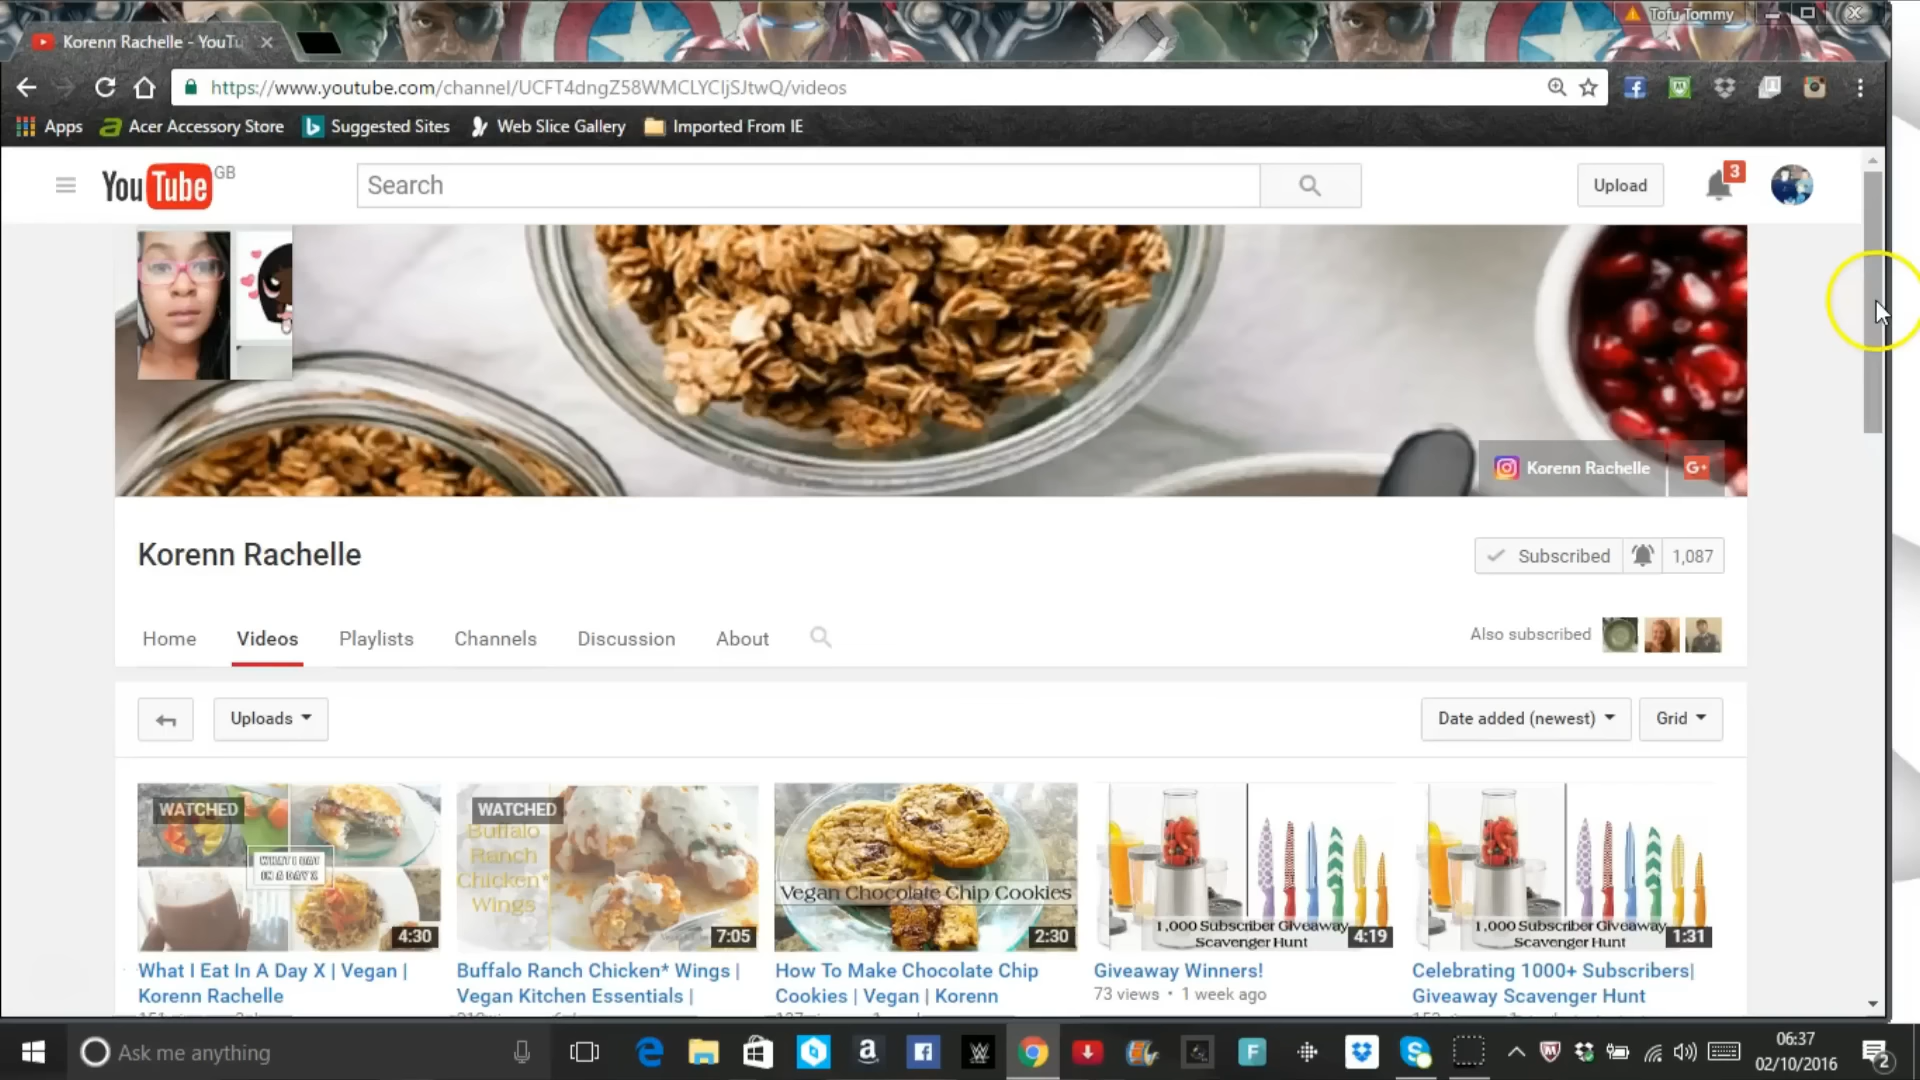 Tofu Tommy
Korenn Rachelle - YouTu
https://www.youtube.com/channel/UCFT4dngZ58WMCLYCIjSJtwQ/videos
Apps Acer Accessory Store Suggested Sites Web Slice Gallery Imported From IE
YouTube GB
Search
Upload
3
Korenn Rachelle G+
Korenn Rachelle
Subscribed 1,087
Home Videos Playlists Channels Discussion About
Also subscribed
Uploads
Date added (newest) Grid
WATCHED
WHAT I EAT
IN A DAY X
4:30
WATCHED
Buffalo
Ranch
Chicken*
Wings
7:05
Vegan Chocolate Chip Cookies
2:30
1,000 Subscriber Giveaway
Scavenger Hunt
4:19
1,000 Subscriber Giveaway
Scavenger Hunt
1:31
What I Eat In A Day X | Vegan |
Korenn Rachelle
Buffalo Ranch Chicken* Wings |
Vegan Kitchen Essentials |
How To Make Chocolate Chip
Cookies | Vegan | Korenn
Giveaway Winners!
73 views • 1 week ago
Celebrating 1000+ Subscribers|
Giveaway Scavenger Hunt
Ask me anything
06:37
02/10/2016
2